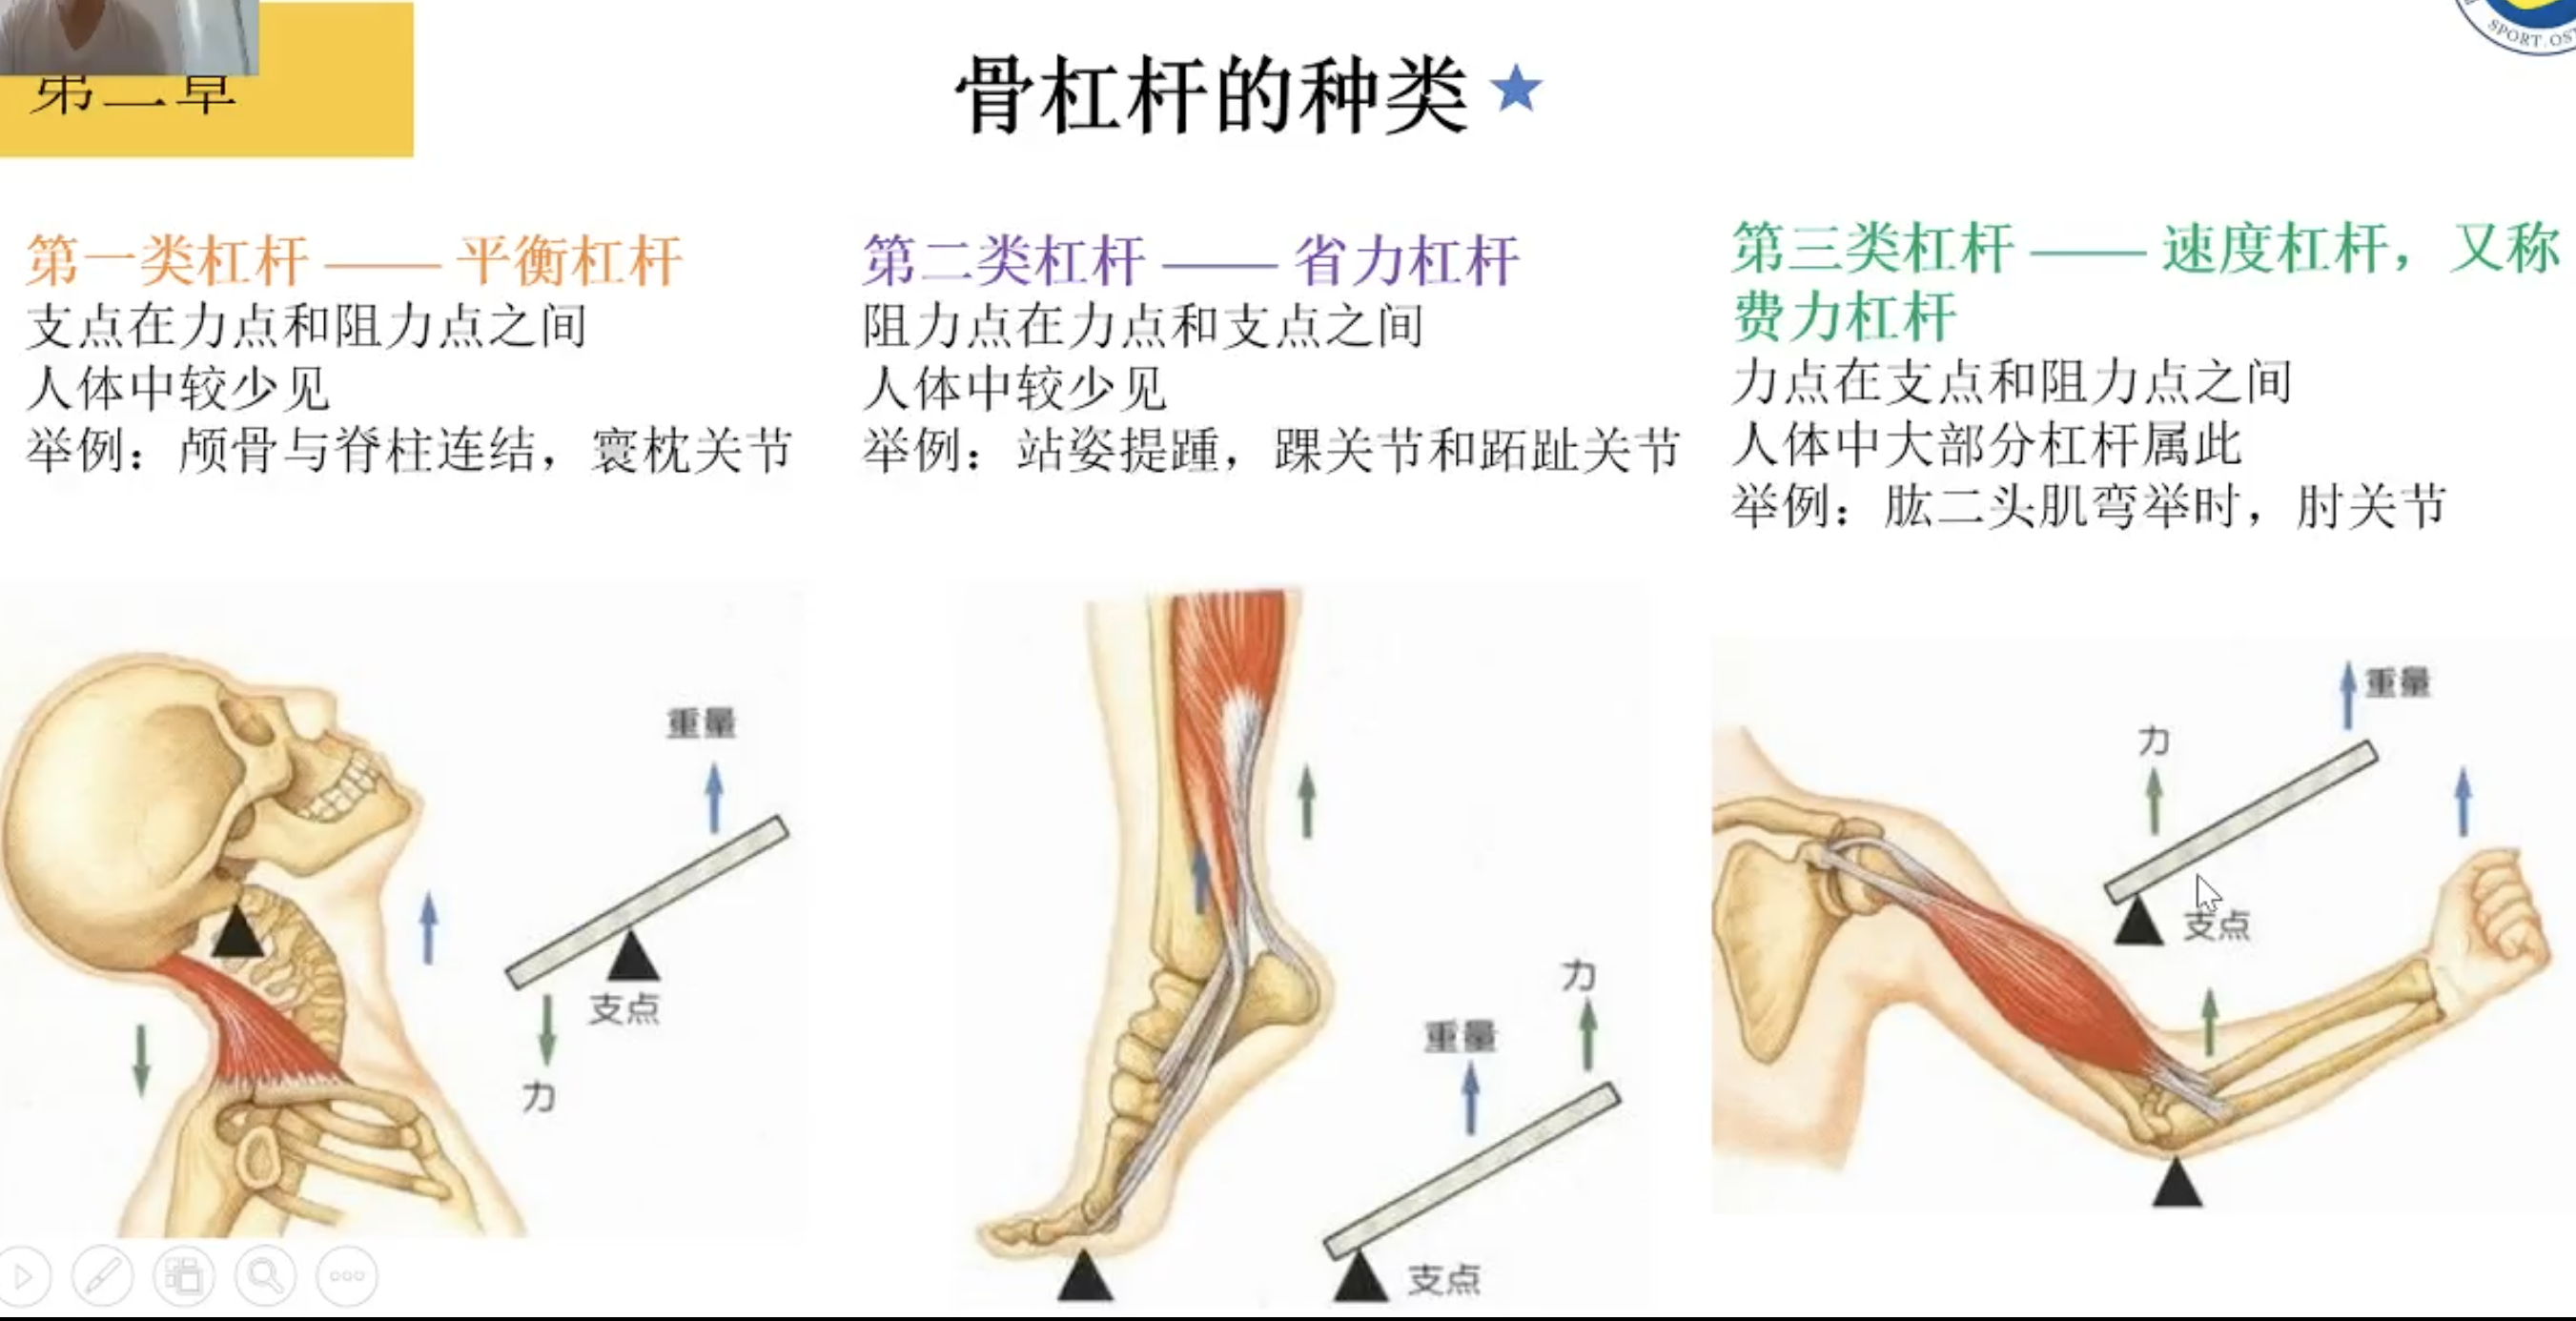 骨杠杆的种类
第一类杠杆 —— 平衡杠杆
支点在力点和阻力点之间
人体中较少见
举例：颅骨与脊柱连结，寰枕关节
第二类杠杆 —— 省力杠杆
阻力点在力点和支点之间
人体中较少见
举例：站姿提踵，踝关节和跖趾关节
第三类杠杆 —— 速度杠杆，又称
费力杠杆
力点在支点和阻力点之间
人体中大部分杠杆属此
举例：肱二头肌弯举时，肘关节
重量
支点
力
力
重量
支点
重量
力
支点
SPORT.OST